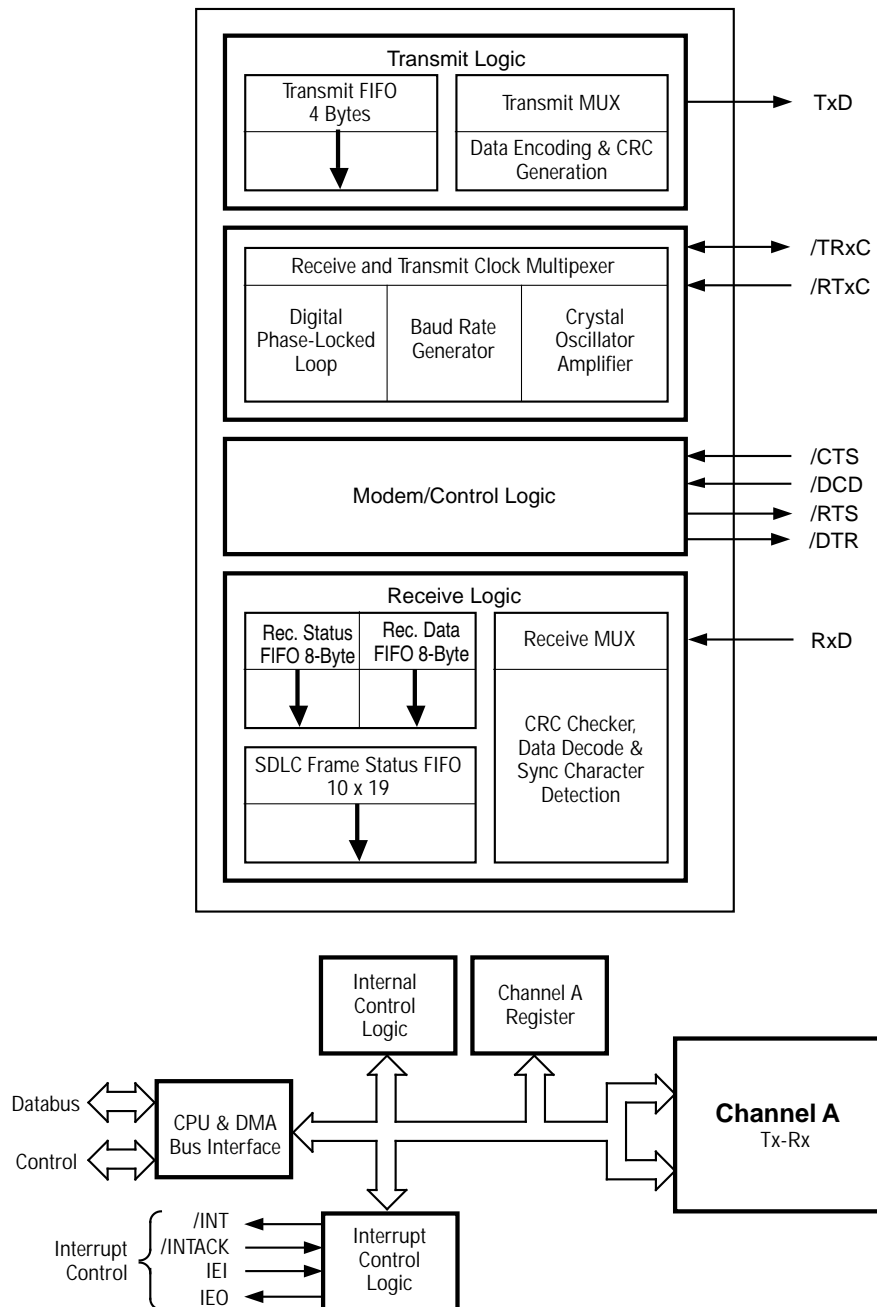 Transmit Logic
Transmit FIFO
4 Bytes
Transmit MUX
Data Encoding & CRC
Generation
TxD
Receive and Transmit Clock Multipexer
Digital
Phase-Locked
Loop
Baud Rate
Generator
Crystal
Oscillator
Amplifier
/TRxC
/RTxC
Modem/Control Logic
/CTS
/DCD
/RTS
/DTR
Receive Logic
Rec. Status
FIFO 8-Byte
Rec. Data
FIFO 8-Byte
Receive MUX
RxD
CRC Checker,
Data Decode &
Sync Character
Detection
SDLC Frame Status FIFO
10 x 19
Internal
Control
Logic
Channel A
Register
Databus
Control
CPU & DMA
Bus Interface
Channel A
Tx-Rx
Interrupt
Control
/INT
/INTACK
IEI
IEO
Interrupt
Control
Logic